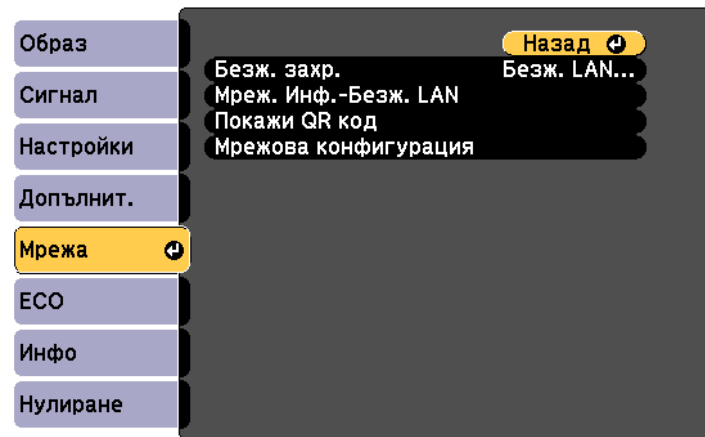 Образ
Сигнал
Настройки
Допълнит.
Мрежа
ECO
Инфо
Нулиране
Назад
Безж. захр. Безж. LAN...
Мреж. Инф.-Безж. LAN
Покажи QR код
Мрежова конфигурация